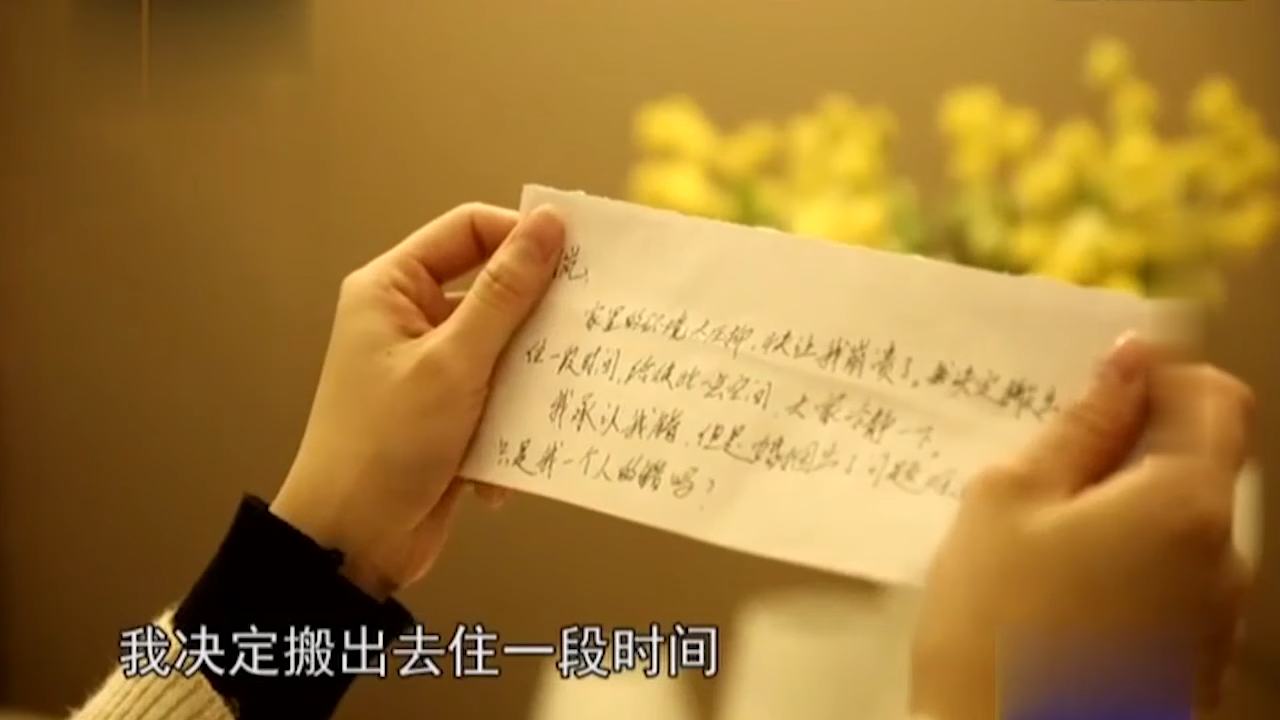 悦：
家里的环境太压抑，快让我崩溃了。我决定搬出
住一段时间，给彼此一些空间，大家冷静一下。
我承认我错，但是婚姻出了问题
只是我一个人的错吗？
我决定搬出去住一段时间